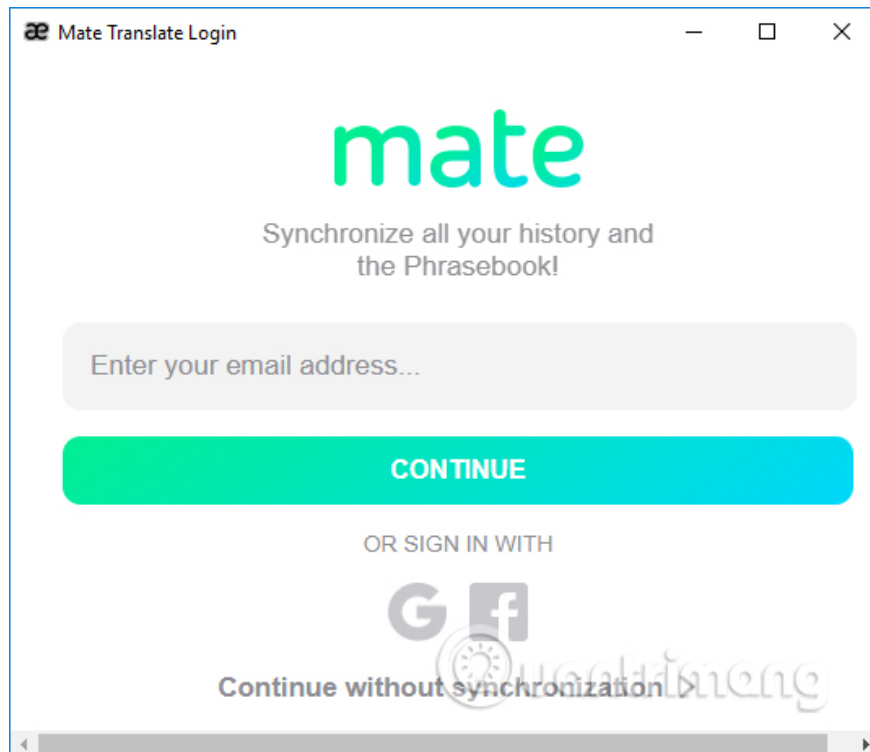 æ Mate Translate Login
mate
Synchronize all your history and
the Phrasebook!
Enter your email address...
CONTINUE
OR SIGN IN WITH
G f
Continue without synchronization >
Quantrimang